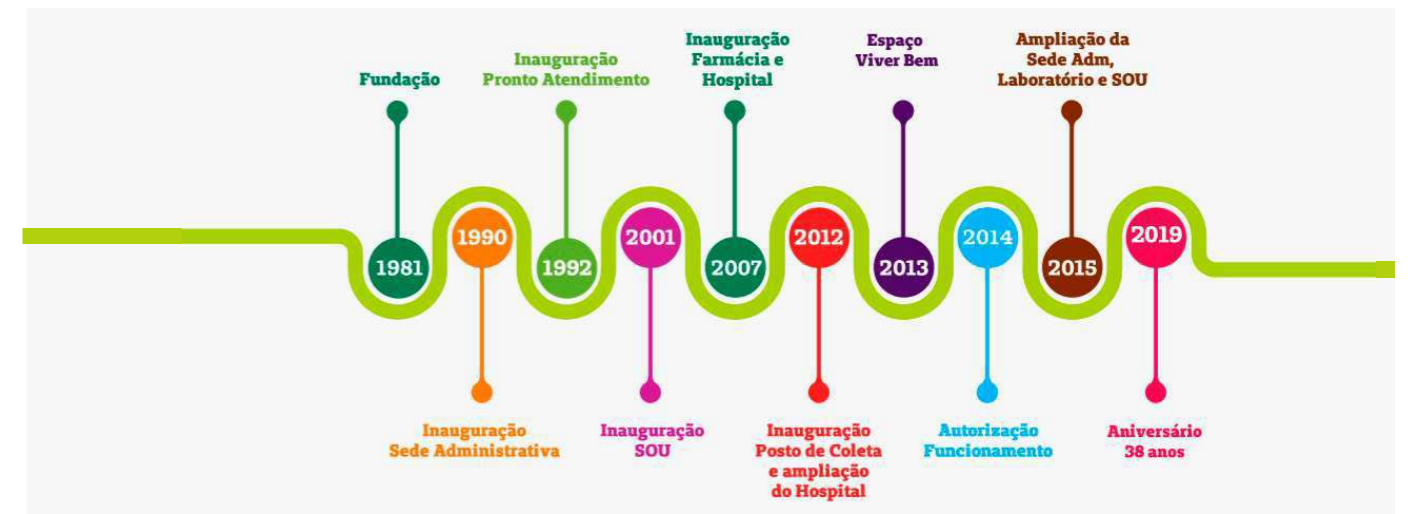 Fundação
1981
1990
Inauguração
Sede Administrativa
Inauguração
Pronto Atendimento
1992
2001
Inauguração
SOU
Inauguração
Farmácia e
Hospital
2007
2012
Inauguração
Posto de Coleta
e ampliação
do Hospital
Espaço
Viver Bem
2013
2014
Autorização
Funcionamento
Ampliação da
Sede Adm,
Laboratório e SOU
2015
2019
Aniversário
38 anos